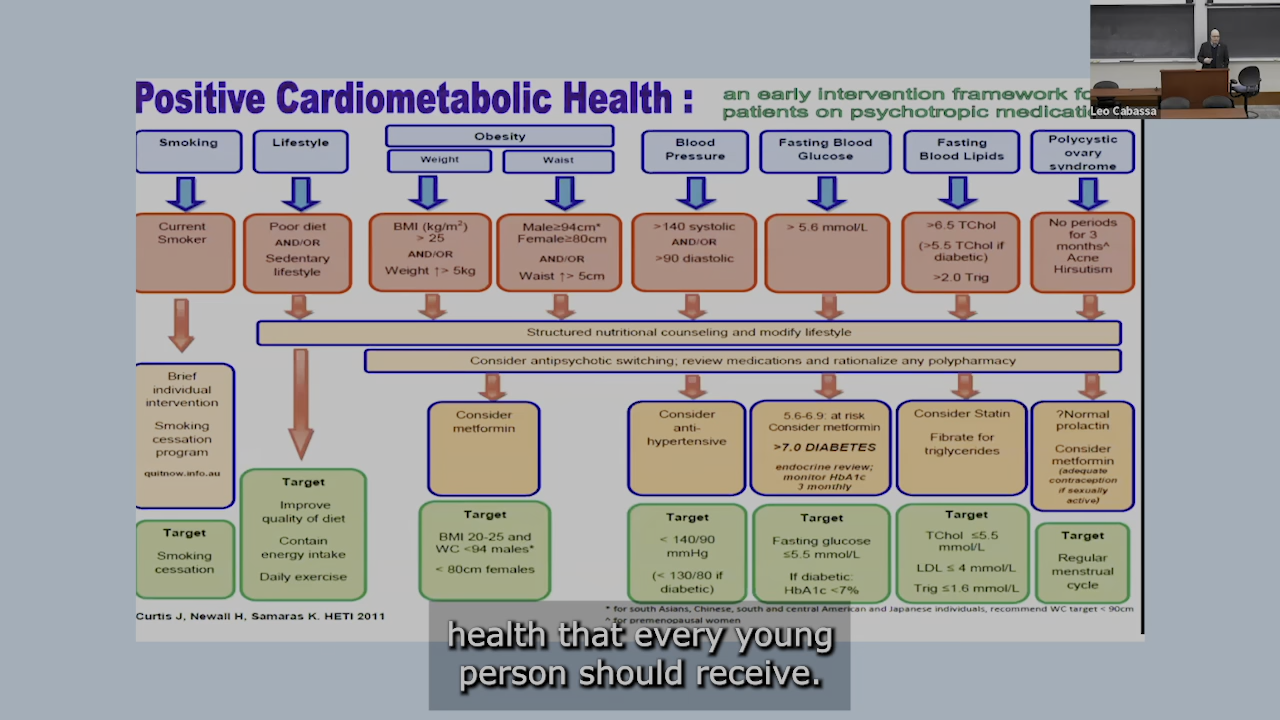 Positive Cardiometabolic Health :
an early intervention framework
patients on psychotropic
Leo Cabassa
Smoking
Lifestyle
Obesity
Weight
Waist
Blood
Pressure
Fasting Blood
Glucose
Fasting
Blood Lipids
Polycystic
ovary
syndrome
Current
Smoker
Poor diet
AND/OR
Sedentary
lifestyle
BMI (kg/m²)
> 25
AND/OR
Weight ↑> 5kg
Male≥94cm*
Female≥80cm
AND/OR
Waist ↑> 5cm
>140 systolic
AND/OR
>90 diastolic
> 5.6 mmol/L
>6.5 TChol
(>5.5 TChol if
diabetic)
>2.0 Trig
No periods
for 3
months^
Acne
Hirsutism
Structured nutritional counseling and modify lifestyle
Consider antipsychotic switching; review medications and rationalize any polypharmacy
Brief
individual
intervention
Smoking
cessation
program
quitnow.info.au
Consider
metformin
Consider
anti-
hypertensive
5.6-6.9: at risk
Consider metformin
>7.0 DIABETES
endocrine review;
monitor HbA1c
3 monthly
Consider Statin
Fibrate for
triglycerides
?Normal
prolactin
Consider
metformin
(adequate
contraception
if sexually
active)
Target
Smoking
cessation
Target
Improve
quality of diet
Contain
energy intake
Daily exercise
Target
BMI 20-25 and
WC <94 males*
< 80cm females
Target
< 140/90
mmHg
(< 130/80 if
diabetic)
Target
Fasting glucose
≤5.5 mmol/L
If diabetic:
HbA1c <7%
Target
TChol ≤5.5
mmol/L
LDL ≤ 4 mmol/L
Trig ≤1.6 mmol/L
Target
Regular
menstrual
cycle
Curtis J, Newall H, Samaras K. HETI 2011
* for south Asians, Chinese, south and central American and Japanese individuals, recommend WC target < 90cm
^ for premenopausal women
health that every young
person should receive.